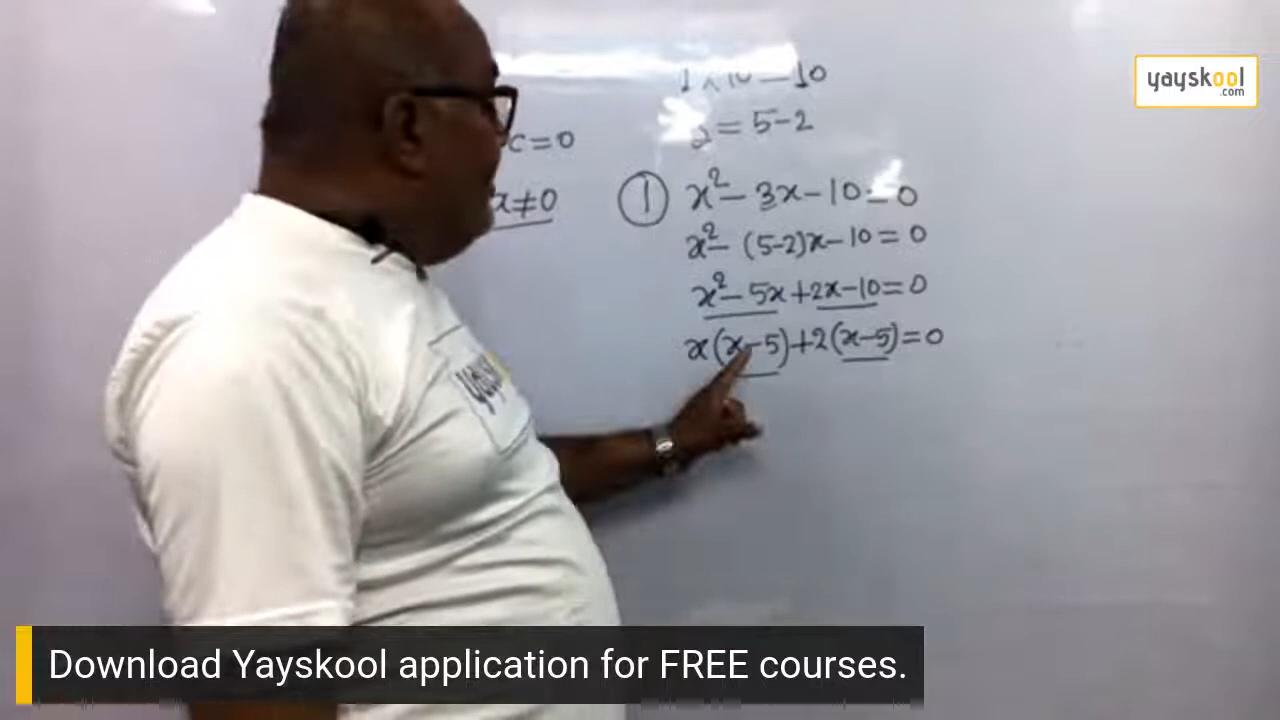 yayskool
.com
1 × 10 = 10
= 5-2
c=0
x≠0
① x² - 3x - 10 = 0
x² - (5-2)x - 10 = 0
x² - 5x + 2x - 10 = 0
x(x-5)+2(x-5)=0
Download Yayskool application for FREE courses.